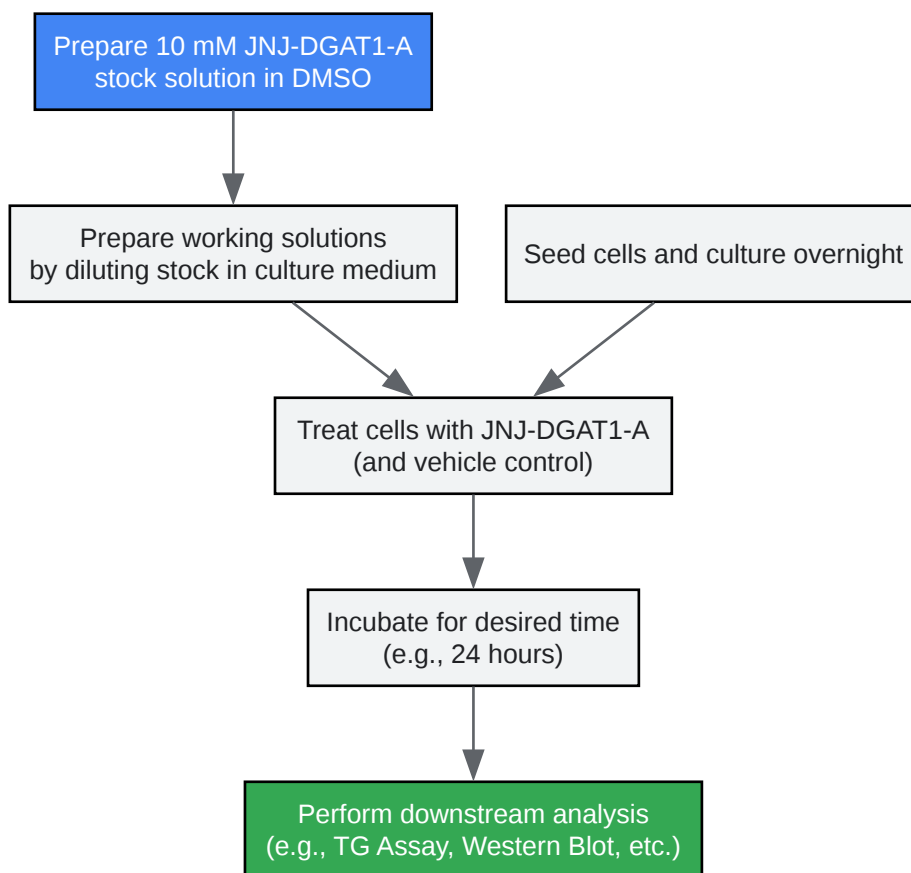 Prepare 10 mM JNJ-DGAT1-A
stock solution in DMSO
Prepare working solutions
by diluting stock in culture medium
Seed cells and culture overnight
Treat cells with JNJ-DGAT1-A
(and vehicle control)
Incubate for desired time
(e.g., 24 hours)
Perform downstream analysis
(e.g., TG Assay, Western Blot, etc.)